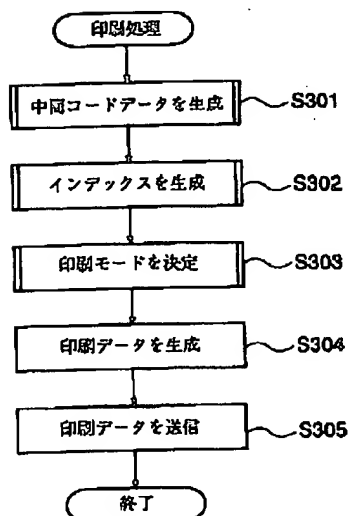 印刷処理
中間コードデータを生成 S301
インデックスを生成 S302
印刷モードを決定 S303
印刷データを生成 S304
印刷データを送信 S305
終了